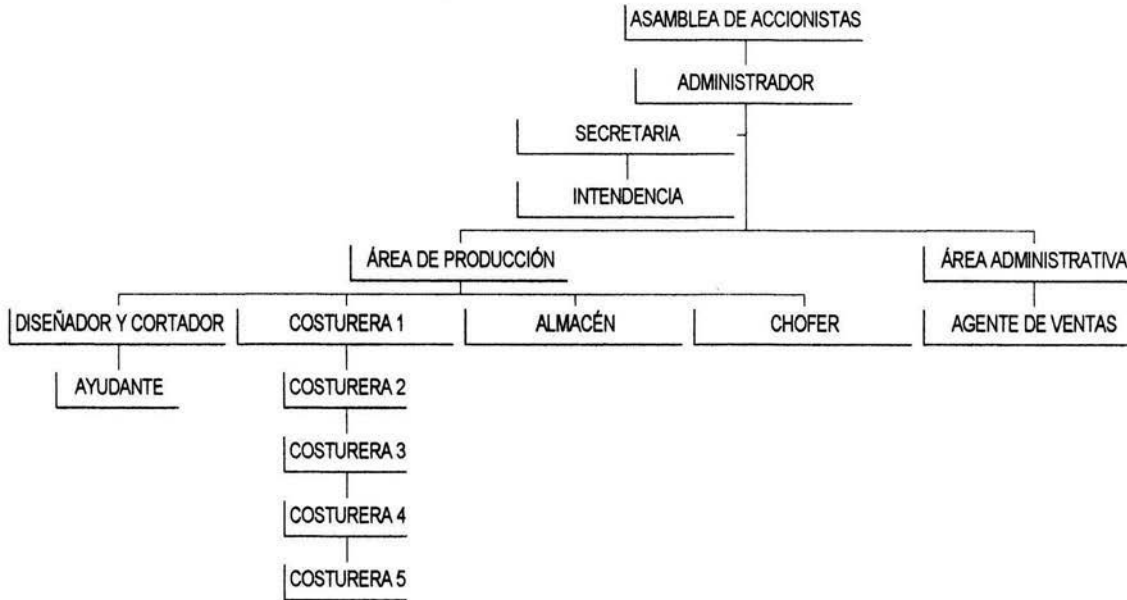 ASAMBLEA DE ACCIONISTAS
ADMINISTRADOR
SECRETARIA
INTENDENCIA
ÁREA DE PRODUCCIÓN
ÁREA ADMINISTRATIVA
DISEÑADOR Y CORTADOR
COSTURERA 1
ALMACÉN
CHOFER
AGENTE DE VENTAS
AYUDANTE
COSTURERA 2
COSTURERA 3
COSTURERA 4
COSTURERA 5